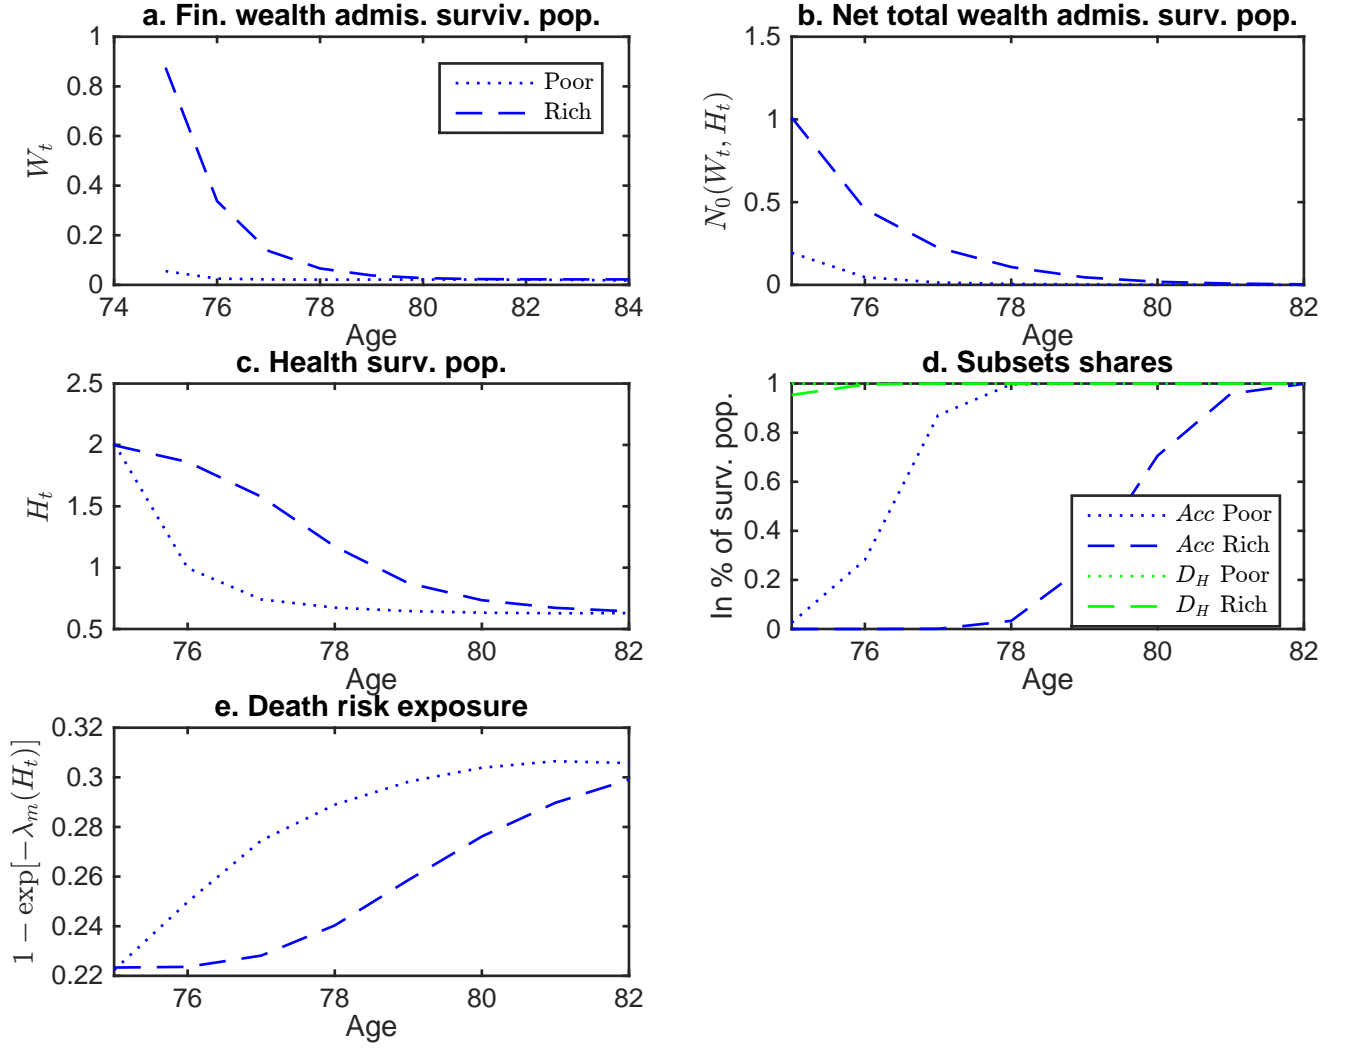 a. Fin. wealth admis. surviv. pop.
1
0.8
0.6
0.4
0.2
0
W_t
74 76 78 80 82 84
Age
Poor
Rich
b. Net total wealth admis. surv. pop.
1.5
1
0.5
0
N_0(W_t, H_t)
76 78 80 82
Age
c. Health surv. pop.
2.5
2
1.5
1
0.5
H_t
76 78 80 82
Age
d. Subsets shares
1
0.8
0.6
0.4
0.2
0
In % of surv. pop.
76 78 80 82
Age
Acc Poor
Acc Rich
D_H Poor
D_H Rich
e. Death risk exposure
0.32
0.3
0.28
0.26
0.24
0.22
1 − exp[−λ_m(H_t)]
76 78 80 82
Age